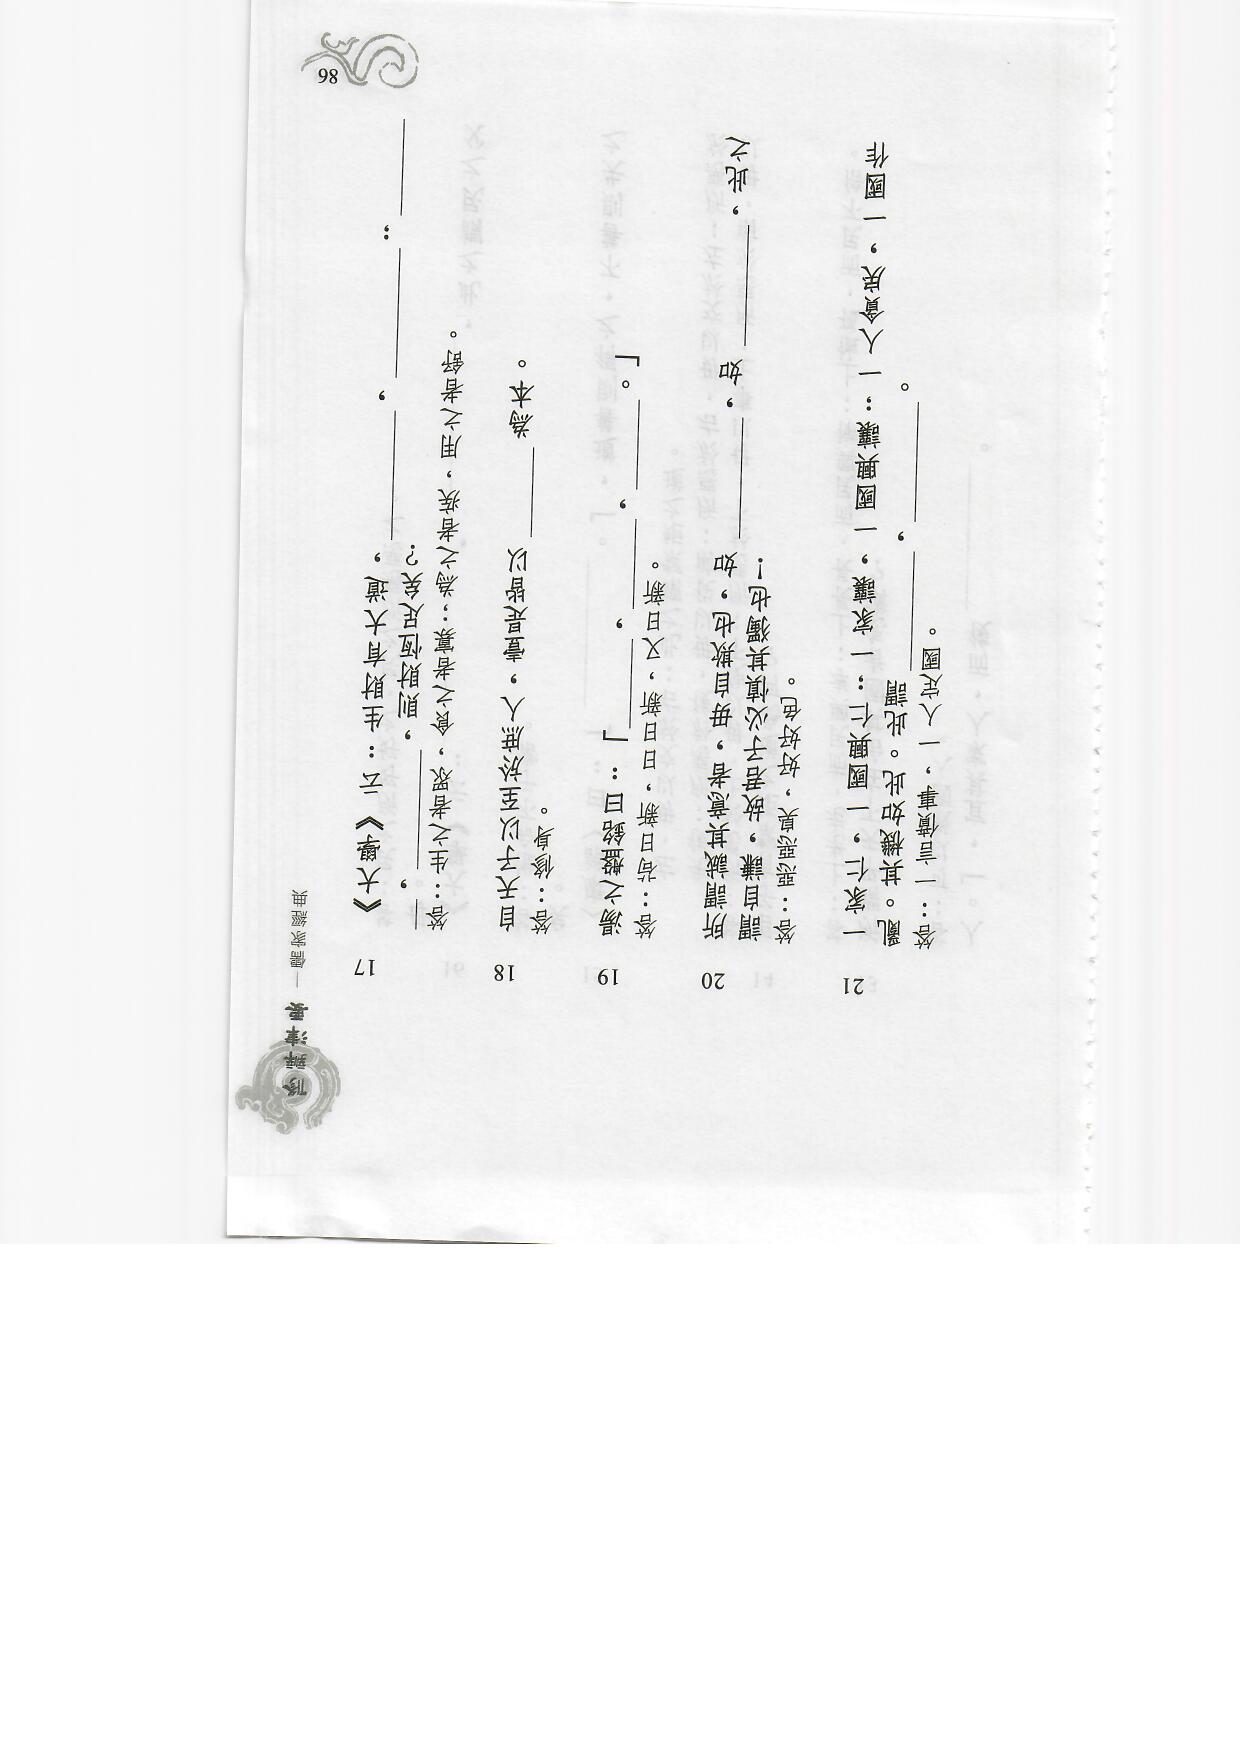 修辦津要－儒家經典
17 《大學》云：生財有大道，＿＿＿＿，＿＿＿＿；＿＿＿
＿，＿＿＿＿，則財恆足矣？
答：生之者眾，食之者寡；為之者疾，用之者舒。
18 自天子以至於庶人，壹是皆以＿＿＿為本。
答：修身。
19 湯之盤銘曰：「＿＿＿，＿＿＿，＿＿＿。」
答：苟日新，日日新，又日新。
20 所謂誠其意者，毋自欺也，如＿＿＿＿，如＿＿＿＿，此之
謂自謙，故君子必慎其獨也！
答：惡惡臭，好好色。
21 一家仁，一國興仁；一家讓，一國興讓；一人貪戾，一國作
亂。其機如此。此謂＿＿＿＿，＿＿＿＿。
答：一言僨事，一人定國。
86